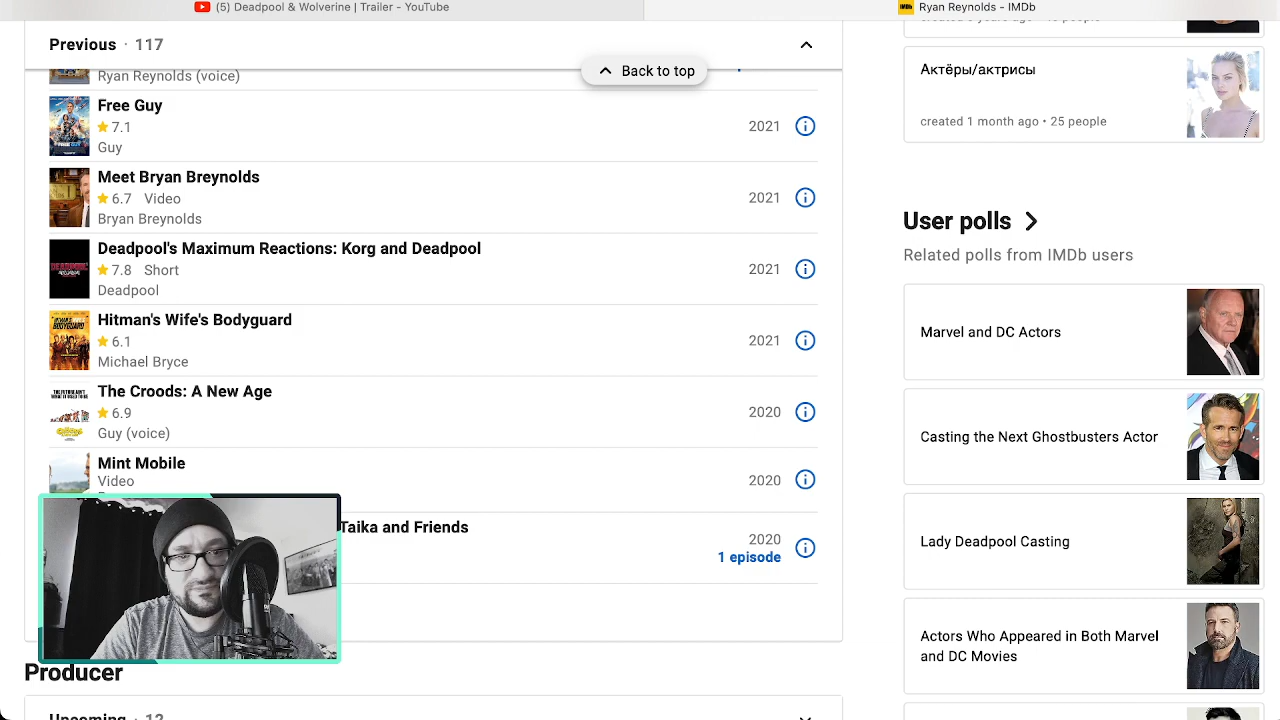 (5) Deadpool & Wolverine | Trailer - YouTube
Ryan Reynolds - IMDb
Previous · 117
Back to top
Ryan Reynolds (voice)
Free Guy
7.1
Guy
2021
Meet Bryan Breynolds
6.7 Video
Bryan Breynolds
2021
Deadpool's Maximum Reactions: Korg and Deadpool
7.8 Short
Deadpool
2021
Hitman's Wife's Bodyguard
6.1
Michael Bryce
2021
The Croods: A New Age
6.9
Guy (voice)
2020
Mint Mobile
Video
2020
Taika and Friends
2020
1 episode
Producer
Upcoming · 12
Актёры/актрисы
created 1 month ago • 25 people
User polls
Related polls from IMDb users
Marvel and DC Actors
Casting the Next Ghostbusters Actor
Lady Deadpool Casting
Actors Who Appeared in Both Marvel
and DC Movies